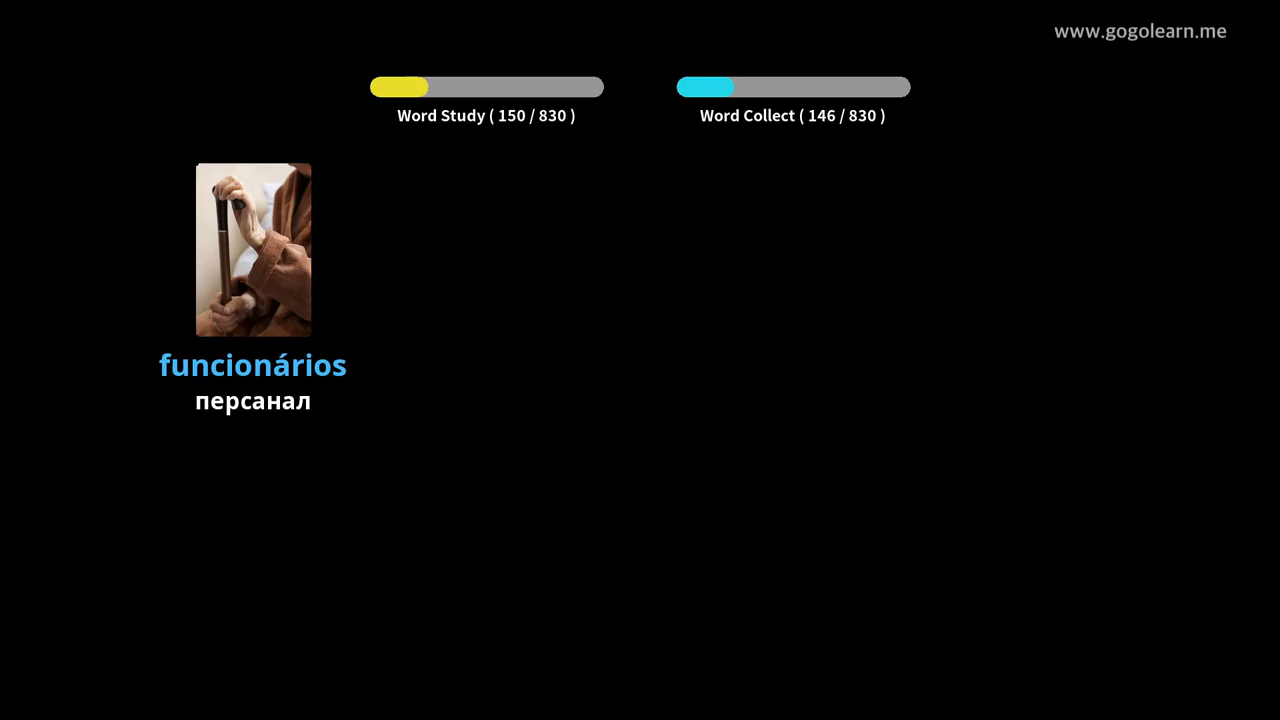 www.gogolearn.me
Word Study ( 150 / 830 )
Word Collect ( 146 / 830 )
funcionários
персанал